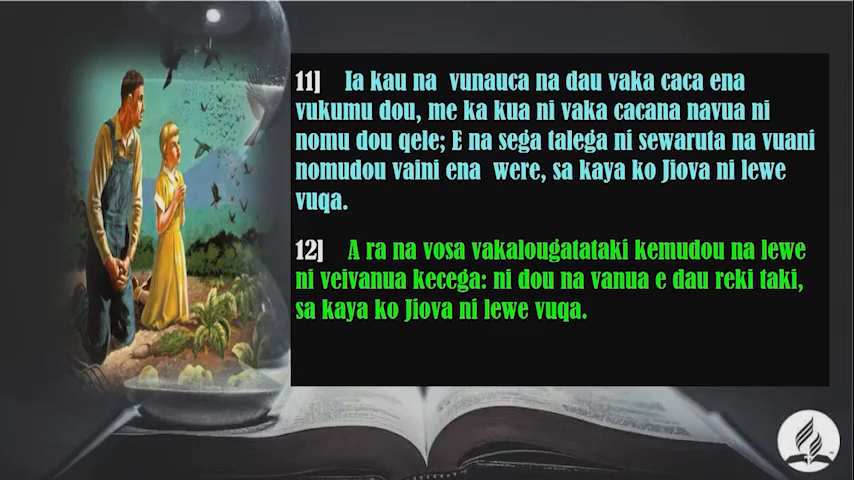 11] Ia kau na vunauca na dau vaka caca ena
vukumu dou, me ka kua ni vaka cacana navua ni
nomu dou qele; E na sega talega ni sewaruta na vuani
nomudou vaini ena were, sa kaya ko Jiova ni lewe
vuqa.
12] A ra na vosa vakalougatataki kemudou na lewe
ni veivanua kecega: ni dou na vanua e dau reki taki,
sa kaya ko Jiova ni lewe vuqa.